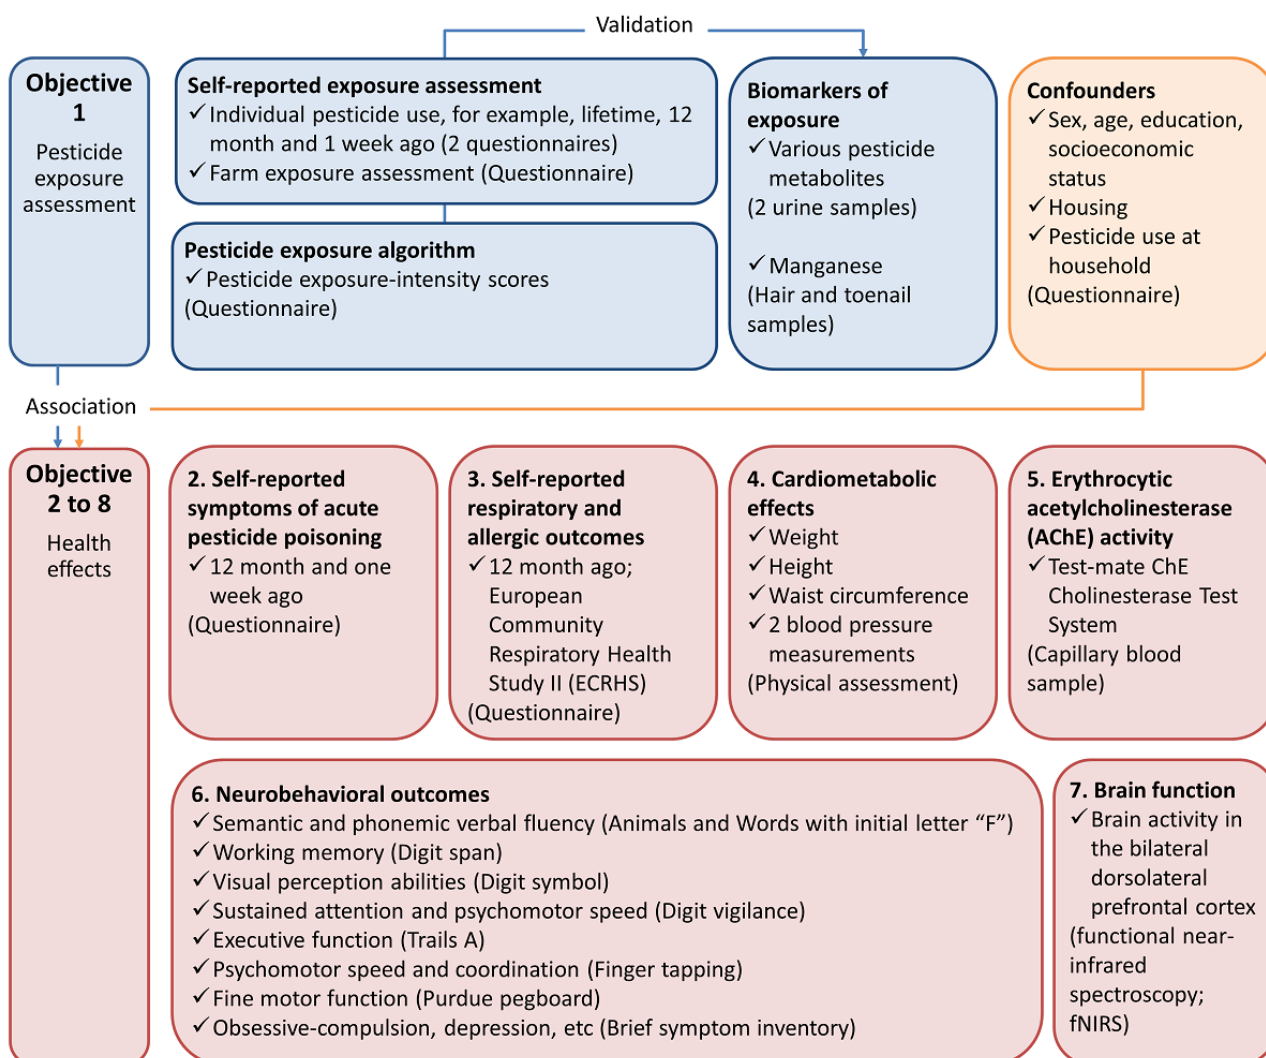 Validation
Objective
1
Pesticide
exposure
assessment
Self-reported exposure assessment
✓ Individual pesticide use, for example, lifetime, 12
month and 1 week ago (2 questionnaires)
✓ Farm exposure assessment (Questionnaire)
Pesticide exposure algorithm
✓ Pesticide exposure-intensity scores
(Questionnaire)
Biomarkers of
exposure
✓ Various pesticide
metabolites
(2 urine samples)
✓ Manganese
(Hair and toenail
samples)
Confounders
✓ Sex, age, education,
socioeconomic
status
✓ Housing
✓ Pesticide use at
household
(Questionnaire)
Association
Objective
2 to 8
Health
effects
2. Self-reported
symptoms of acute
pesticide poisoning
✓ 12 month and one
week ago
(Questionnaire)
3. Self-reported
respiratory and
allergic outcomes
✓ 12 month ago;
European
Community
Respiratory Health
Study II (ECRHS)
(Questionnaire)
4. Cardiometabolic
effects
✓ Weight
✓ Height
✓ Waist circumference
✓ 2 blood pressure
measurements
(Physical assessment)
5. Erythrocytic
acetylcholinesterase
(AChE) activity
✓ Test-mate ChE
Cholinesterase Test
System
(Capillary blood
sample)
6. Neurobehavioral outcomes
✓ Semantic and phonemic verbal fluency (Animals and Words with initial letter “F”)
✓ Working memory (Digit span)
✓ Visual perception abilities (Digit symbol)
✓ Sustained attention and psychomotor speed (Digit vigilance)
✓ Executive function (Trails A)
✓ Psychomotor speed and coordination (Finger tapping)
✓ Fine motor function (Purdue pegboard)
✓ Obsessive-compulsion, depression, etc (Brief symptom inventory)
7. Brain function
✓ Brain activity in
the bilateral
dorsolateral
prefrontal cortex
(functional near-
infrared
spectroscopy;
fNIRS)